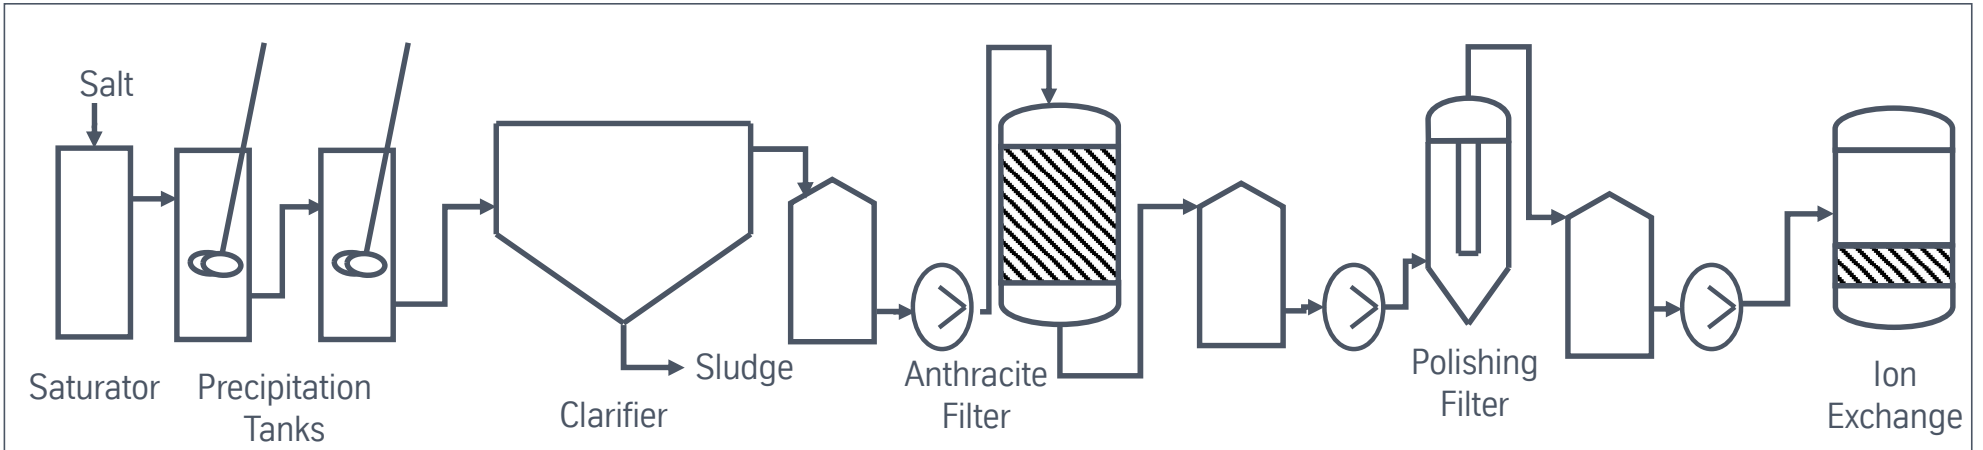 Salt
Saturator
Precipitation
Tanks
Clarifier
Sludge
Anthracite
Filter
Polishing
Filter
Ion
Exchange